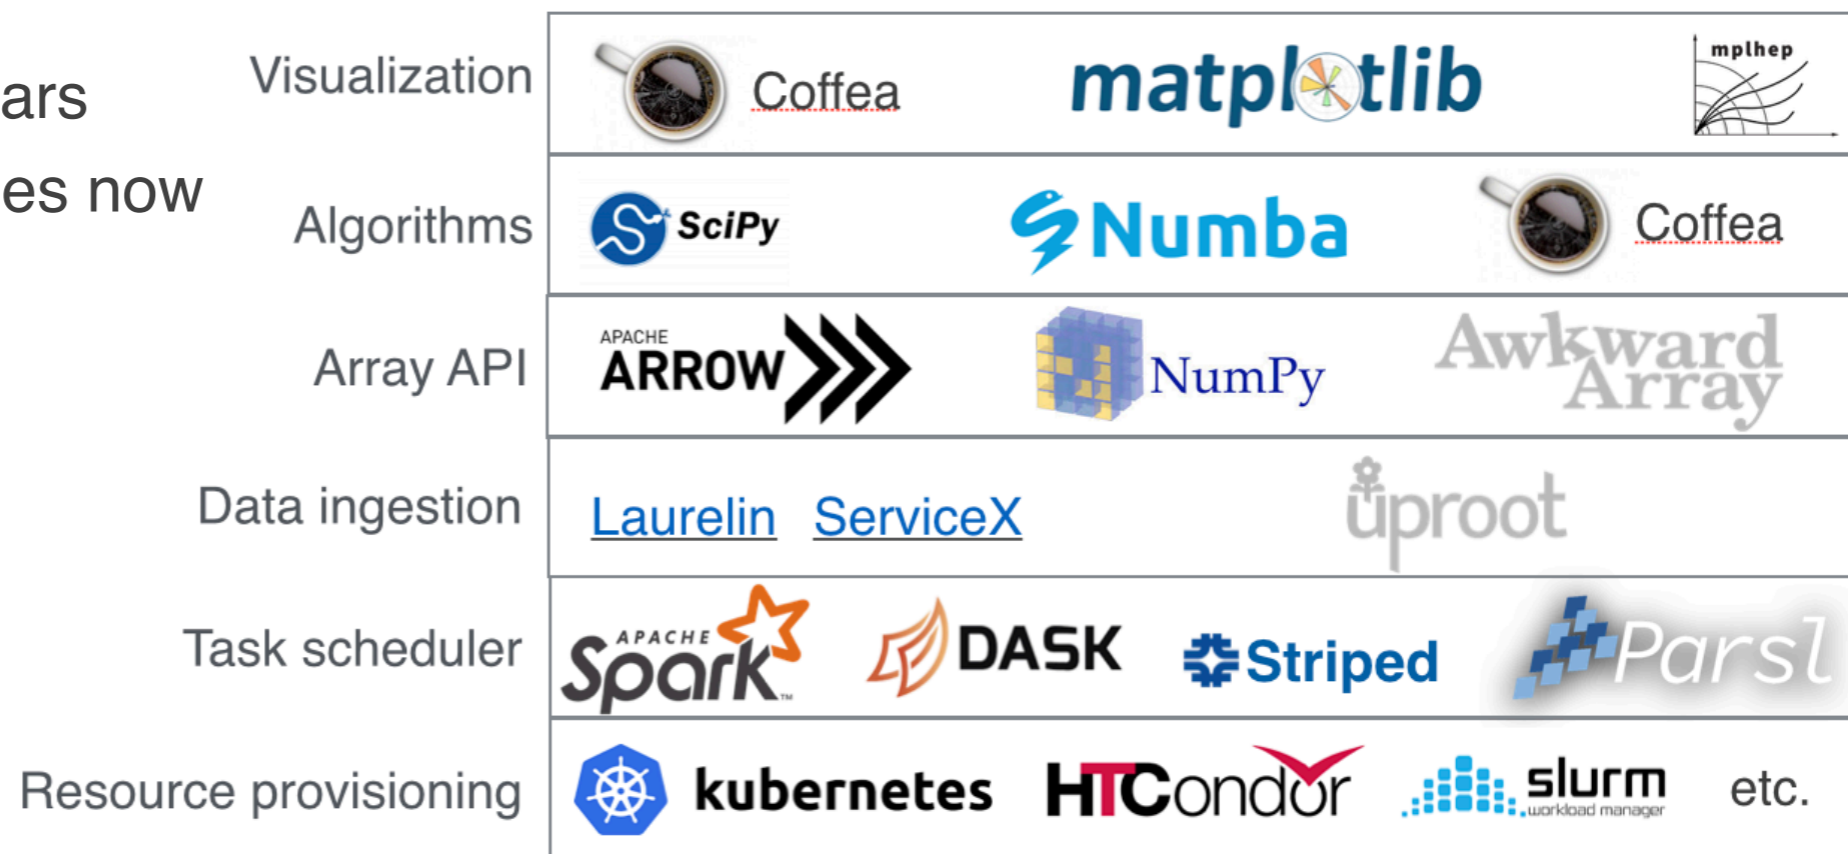 ars
es now
Visualization
Coffea
matplotlib
mplhep
Algorithms
SciPy
Numba
Coffea
Array API
APACHE
ARROW
NumPy
Awkward
Array
Data ingestion
Laurelin ServiceX
uproot
Task scheduler
APACHE
Spark™
DASK
Striped
Parsl
Resource provisioning
kubernetes
HTCondor
slurm
workload manager
etc.